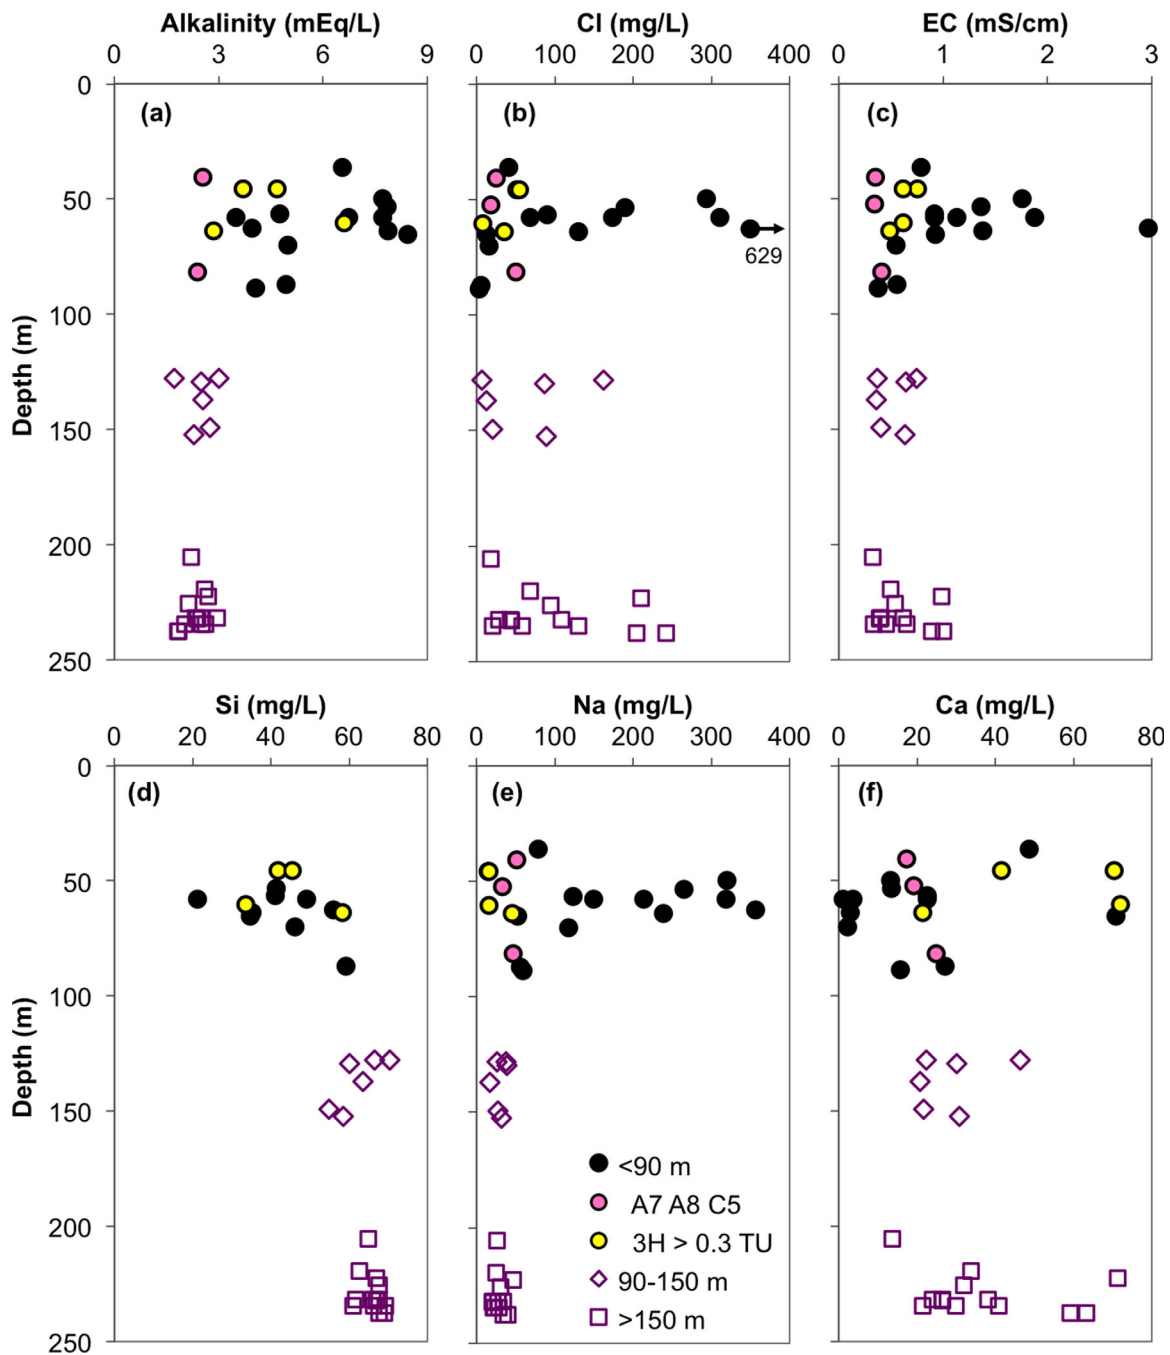 Alkalinity (mEq/L) Cl (mg/L) EC (mS/cm)
0 3 6 9 0 100 200 300 400 0 1 2 3
0
(a) (b) (c)
50
629
100
Depth (m)
150
200
250
Si (mg/L) Na (mg/L) Ca (mg/L)
0 20 40 60 80 0 100 200 300 400 0 20 40 60 80
0
(d) (e) (f)
50
100
Depth (m)
150
<90 m
A7 A8 C5
200
3H > 0.3 TU
90-150 m
>150 m
250